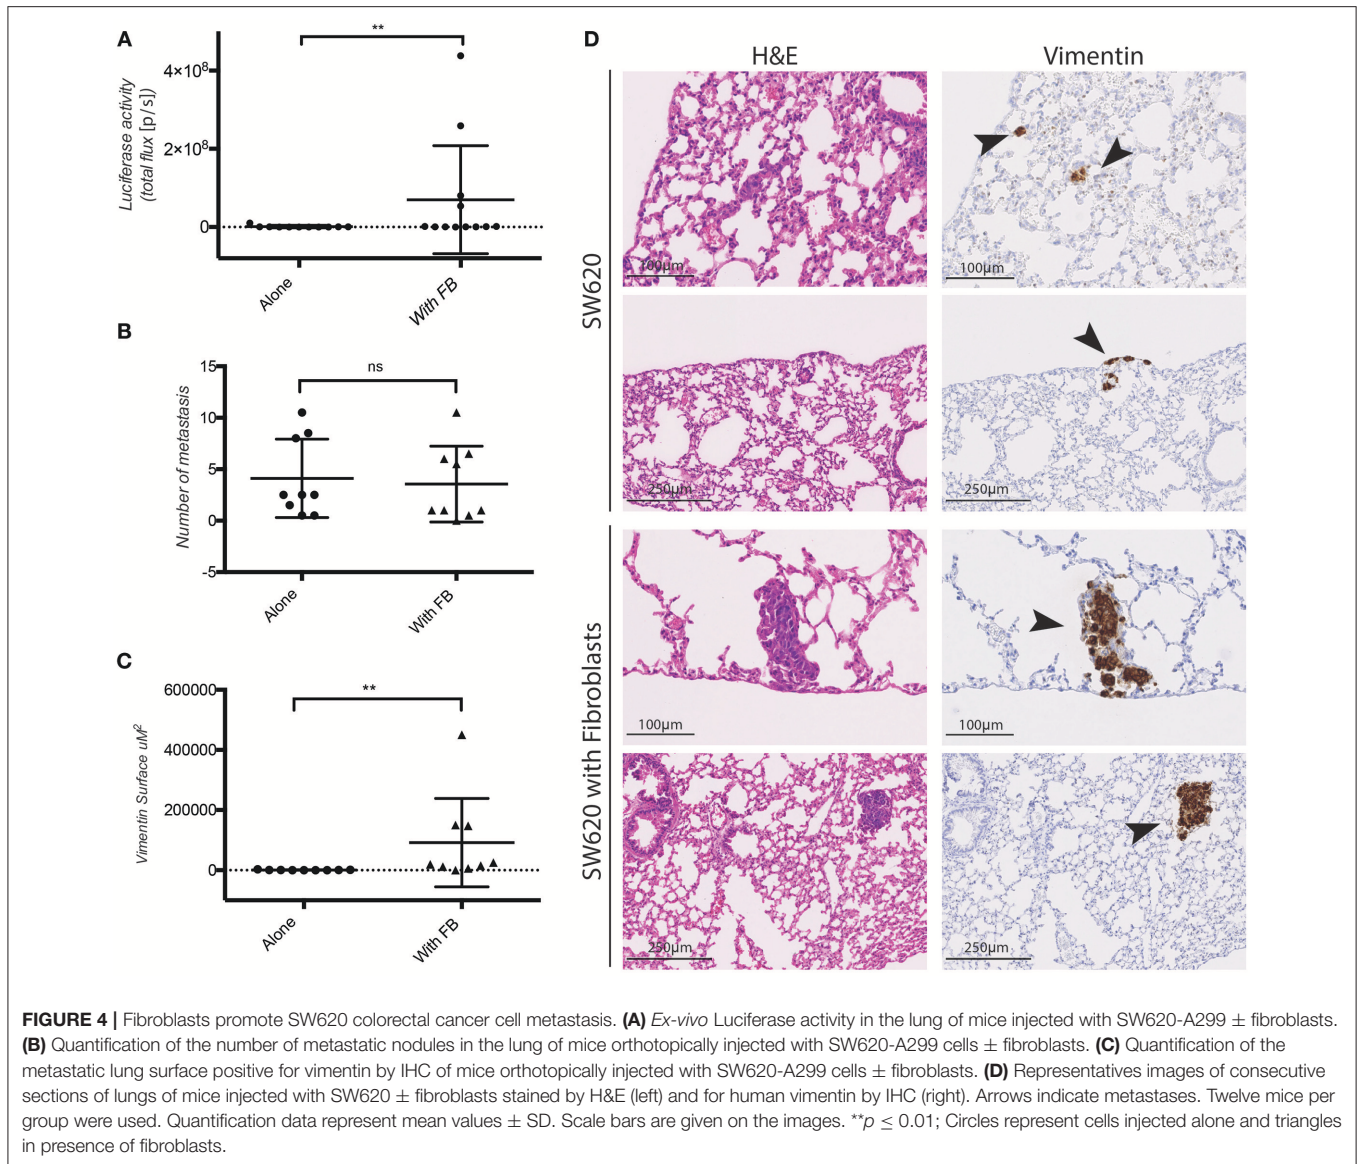 A
**
4×10⁸
2×10⁸
0
Luciferase activity
(total flux [p / s])
Alone
With FB
B
ns
15
10
5
0
-5
Number of metastasis
Alone
With FB
C
**
600000
400000
200000
0
Vimentin Surface uM²
Alone
With FB
D
H&E
Vimentin
SW620
100µm
100µm
250µm
250µm
SW620 with Fibroblasts
100µm
100µm
250µm
250µm
FIGURE 4 | Fibroblasts promote SW620 colorectal cancer cell metastasis. (A) Ex-vivo Luciferase activity in the lung of mice injected with SW620-A299 ± fibroblasts.
(B) Quantification of the number of metastatic nodules in the lung of mice orthotopically injected with SW620-A299 cells ± fibroblasts. (C) Quantification of the
metastatic lung surface positive for vimentin by IHC of mice orthotopically injected with SW620-A299 cells ± fibroblasts. (D) Representatives images of consecutive
sections of lungs of mice injected with SW620 ± fibroblasts stained by H&E (left) and for human vimentin by IHC (right). Arrows indicate metastases. Twelve mice per
group were used. Quantification data represent mean values ± SD. Scale bars are given on the images. **p ≤ 0.01; Circles represent cells injected alone and triangles
in presence of fibroblasts.